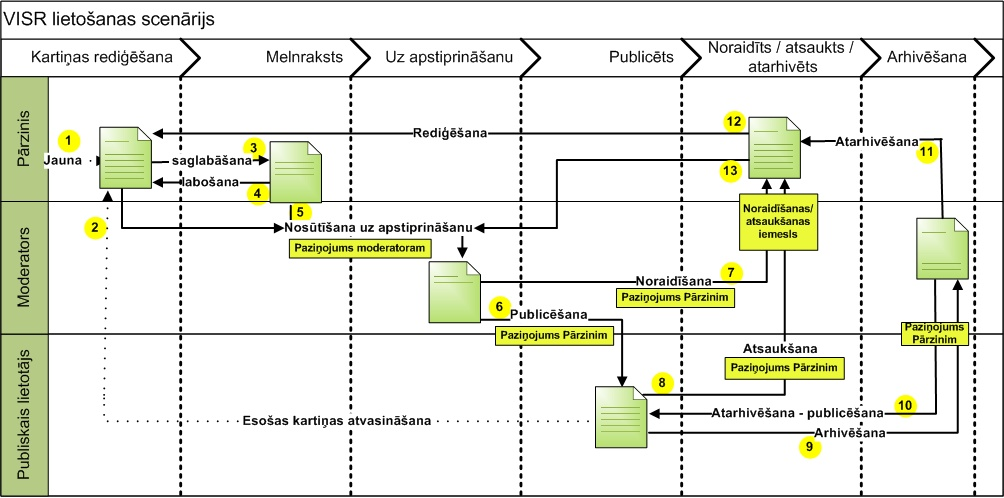 VISR lietošanas scenārijs
Kartiņas rediģēšana
Melnraksts
Uz apstiprināšanu
Publicēts
Noraidīts / atsaukts /
atarhivēts
Arhivēšana
Pārzinis
Moderators
Publiskais lietotājs
1
Jauna
saglabāšana
3
labošana
4
Rediģēšana
12
13
Atarhivēšana
11
2
5
Nosūtīšana uz apstiprināšanu
Paziņojums moderatoram
Noraidīšanas/
atsaukšanas
iemesls
Noraidīšana
7
Paziņojums Pārzinim
6
Publicēšana
Paziņojums Pārzinim
Paziņojums
Pārzinim
Atsaukšana
Paziņojums Pārzinim
8
Atarhivēšana - publicēšana
10
Esošas kartiņas atvasināšana
Arhivēšana
9